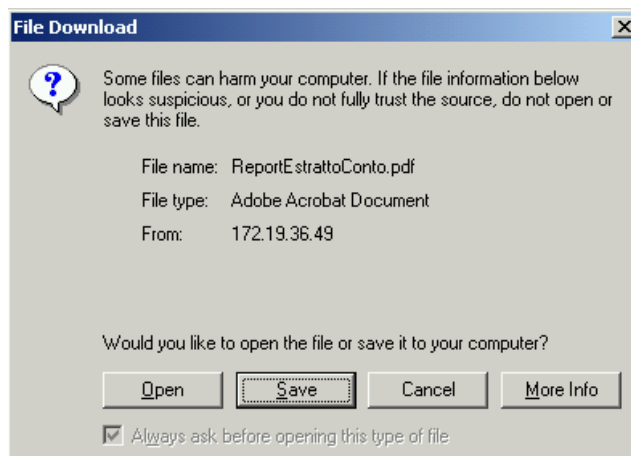 File Download
Some files can harm your computer. If the file information below
looks suspicious, or you do not fully trust the source, do not open or
save this file.
File name: ReportEstrattoConto.pdf
File type: Adobe Acrobat Document
From: 172.19.36.49
Would you like to open the file or save it to your computer?
Open Save Cancel More Info
Always ask before opening this type of file